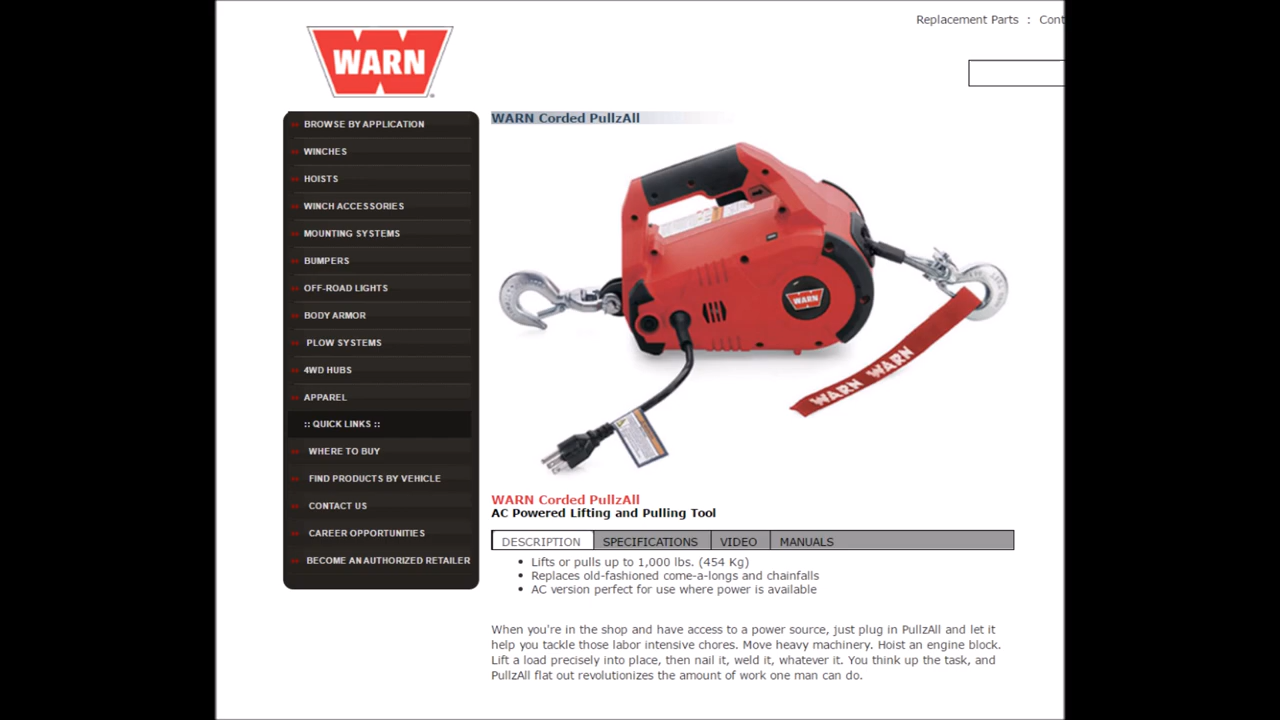 Replacement Parts : Cont
WARN
WARN Corded PullzAll
BROWSE BY APPLICATION
WINCHES
HOISTS
WINCH ACCESSORIES
MOUNTING SYSTEMS
BUMPERS
OFF-ROAD LIGHTS
BODY ARMOR
PLOW SYSTEMS
4WD HUBS
APPAREL
:: QUICK LINKS ::
WHERE TO BUY
FIND PRODUCTS BY VEHICLE
CONTACT US
CAREER OPPORTUNITIES
BECOME AN AUTHORIZED RETAILER
WARN
WARN WARN
WARN Corded PullzAll
AC Powered Lifting and Pulling Tool
DESCRIPTION SPECIFICATIONS VIDEO MANUALS
• Lifts or pulls up to 1,000 lbs. (454 Kg)
• Replaces old-fashioned come-a-longs and chainfalls
• AC version perfect for use where power is available
When you're in the shop and have access to a power source, just plug in PullzAll and let it
help you tackle those labor intensive chores. Move heavy machinery. Hoist an engine block.
Lift a load precisely into place, then nail it, weld it, whatever it. You think up the task, and
PullzAll flat out revolutionizes the amount of work one man can do.